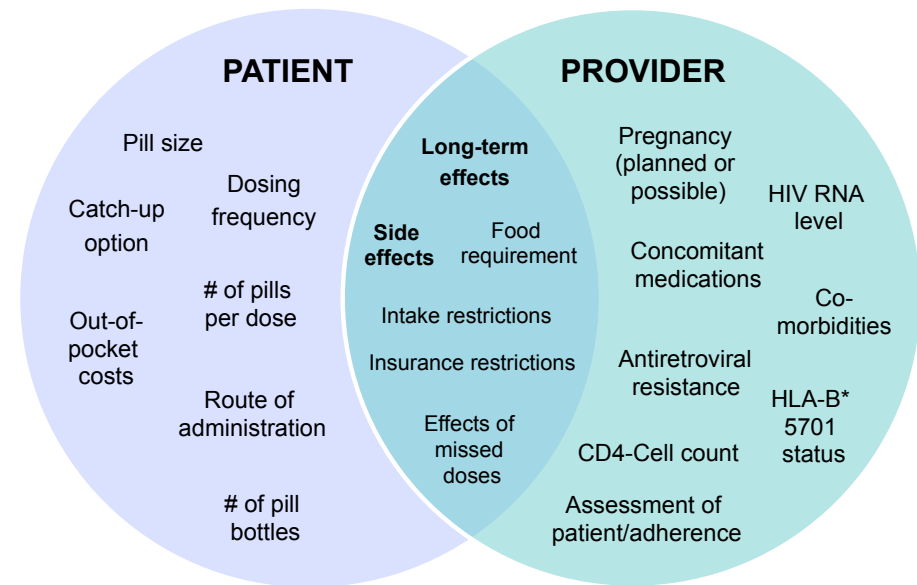 PATIENT
Pill size
Dosing
frequency
Catch-up
option
# of pills
per dose
Out-of-
pocket
costs
Route of
administration
# of pill
bottles
Long-term
effects
Side
effects
Food
requirement
Intake restrictions
Insurance restrictions
Effects of
missed
doses
PROVIDER
Pregnancy
(planned or
possible)
HIV RNA
level
Concomitant
medications
Co-
morbidities
Antiretroviral
resistance
HLA-B*
5701
status
CD4-Cell count
Assessment of
patient/adherence